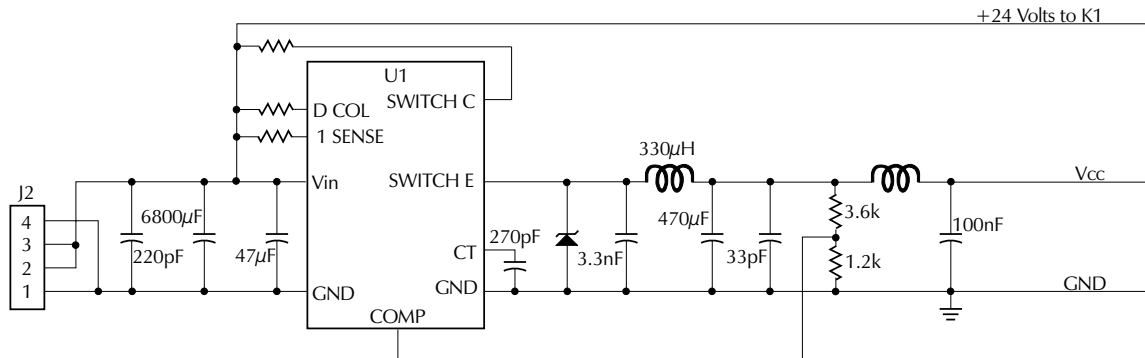 +24 Volts to K1
U1
SWITCH C
D COL
1 SENSE
330µH
J2
Vin
SWITCH E
Vcc
4
3
2
1
6800µF
220pF
47µF
270pF
CT
3.3nF
470µF
33pF
3.6k
1.2k
100nF
GND
GND
GND
COMP